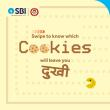 SBI
Swipe to know which
Cookies
will leave you
दुखी